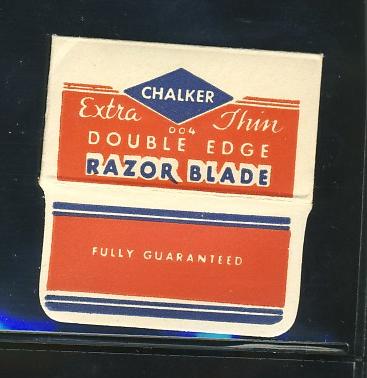 CHALKER
Extra Thin
004
DOUBLE EDGE
RAZOR BLADE
FULLY GUARANTEED